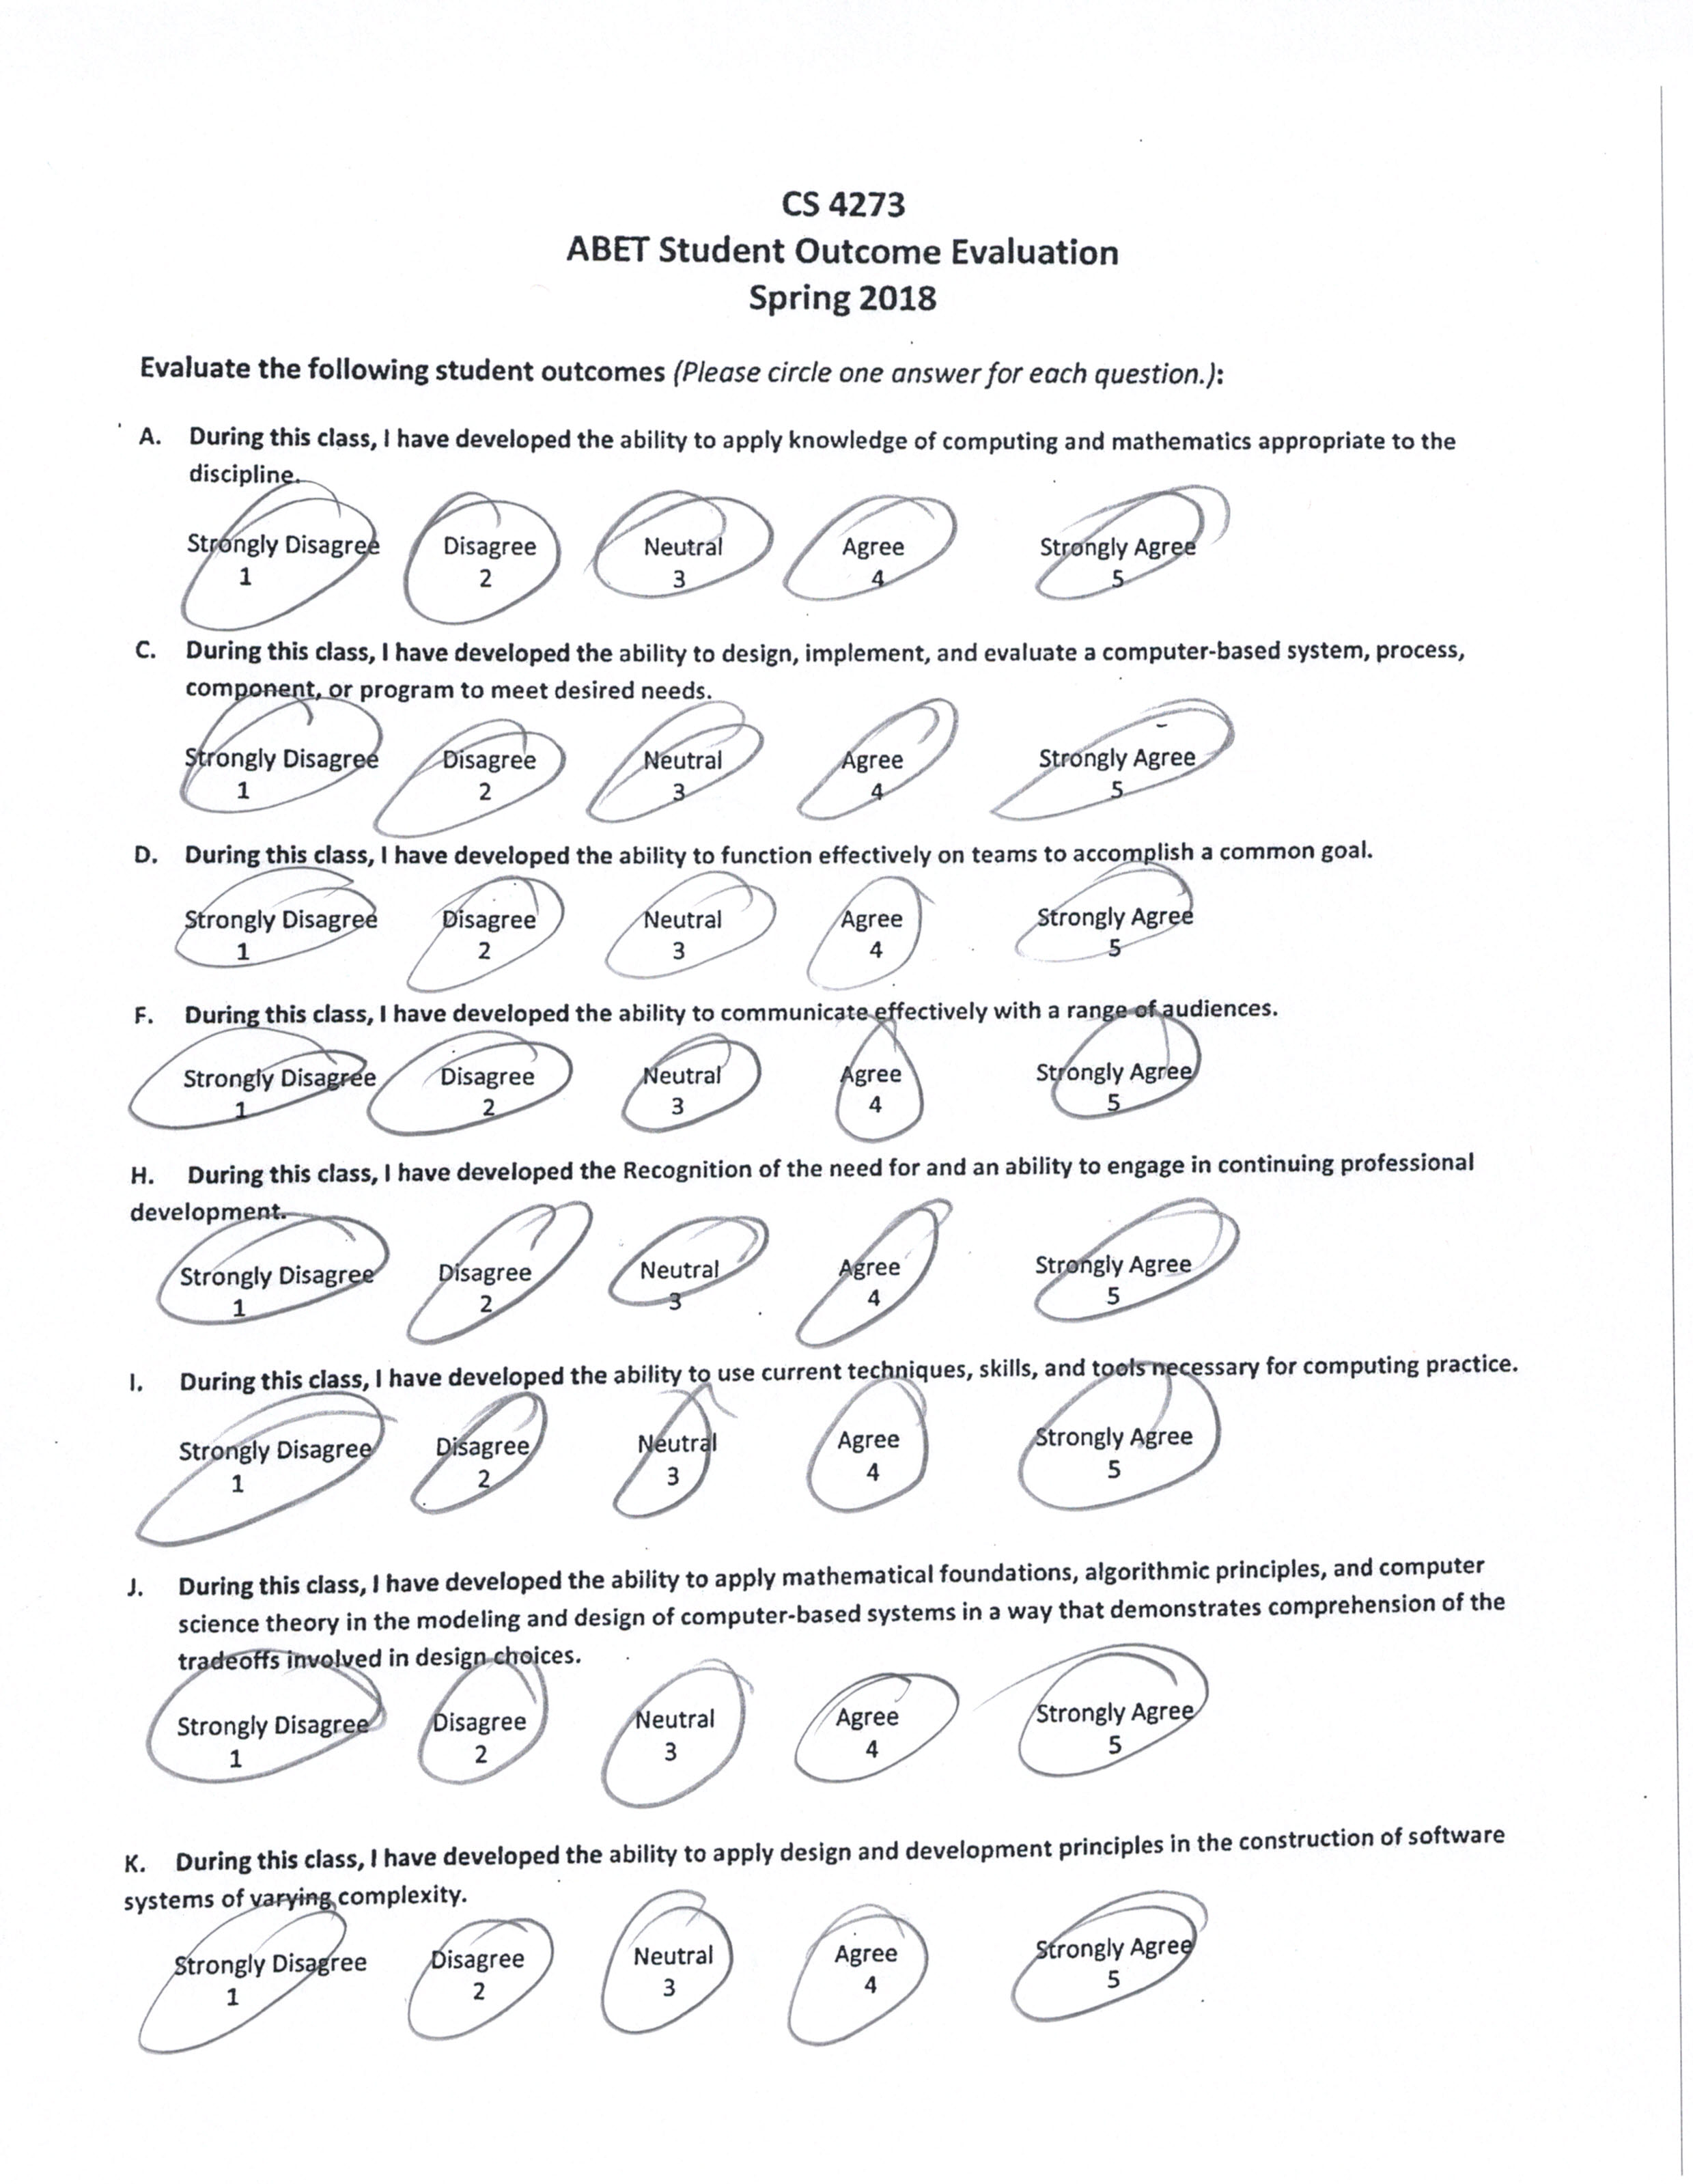 CS 4273
ABET Student Outcome Evaluation
Spring 2018
Evaluate the following student outcomes (Please circle one answer for each question.):
A. During this class, I have developed the ability to apply knowledge of computing and mathematics appropriate to the
discipline.
Strongly Disagree Disagree Neutral Agree Strongly Agree
1 2 3 4 5
C. During this class, I have developed the ability to design, implement, and evaluate a computer-based system, process,
component, or program to meet desired needs.
Strongly Disagree Disagree Neutral Agree Strongly Agree
1 2 3 4 5
D. During this class, I have developed the ability to function effectively on teams to accomplish a common goal.
Strongly Disagree Disagree Neutral Agree Strongly Agree
1 2 3 4 5
F. During this class, I have developed the ability to communicate effectively with a range of audiences.
Strongly Disagree Disagree Neutral Agree Strongly Agree
1 2 3 4 5
H. During this class, I have developed the Recognition of the need for and an ability to engage in continuing professional
development.
Strongly Disagree Disagree Neutral Agree Strongly Agree
1 2 3 4 5
I. During this class, I have developed the ability to use current techniques, skills, and tools necessary for computing practice.
Strongly Disagree Disagree Neutral Agree Strongly Agree
1 2 3 4 5
J. During this class, I have developed the ability to apply mathematical foundations, algorithmic principles, and computer
science theory in the modeling and design of computer-based systems in a way that demonstrates comprehension of the
tradeoffs involved in design choices.
Strongly Disagree Disagree Neutral Agree Strongly Agree
1 2 3 4 5
K. During this class, I have developed the ability to apply design and development principles in the construction of software
systems of varying complexity.
Strongly Disagree Disagree Neutral Agree Strongly Agree
1 2 3 4 5